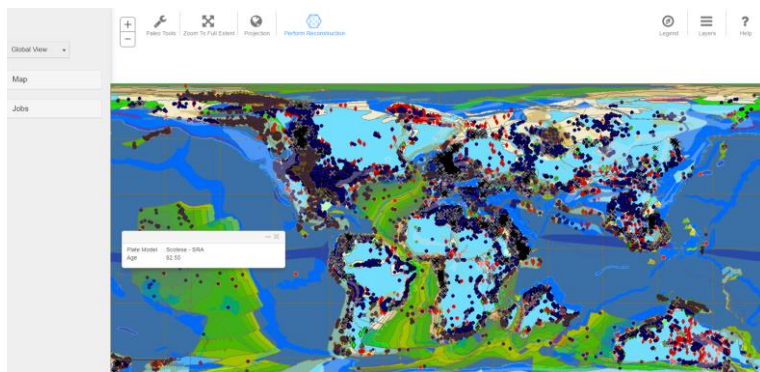 +
−
Paleo Tools
Zoom To Full Extent
Projection
Perform Reconstruction
Legend
Layers
? Help
Global View
Map
Jobs
Plate Model Scotese - SRA
Age 82.55